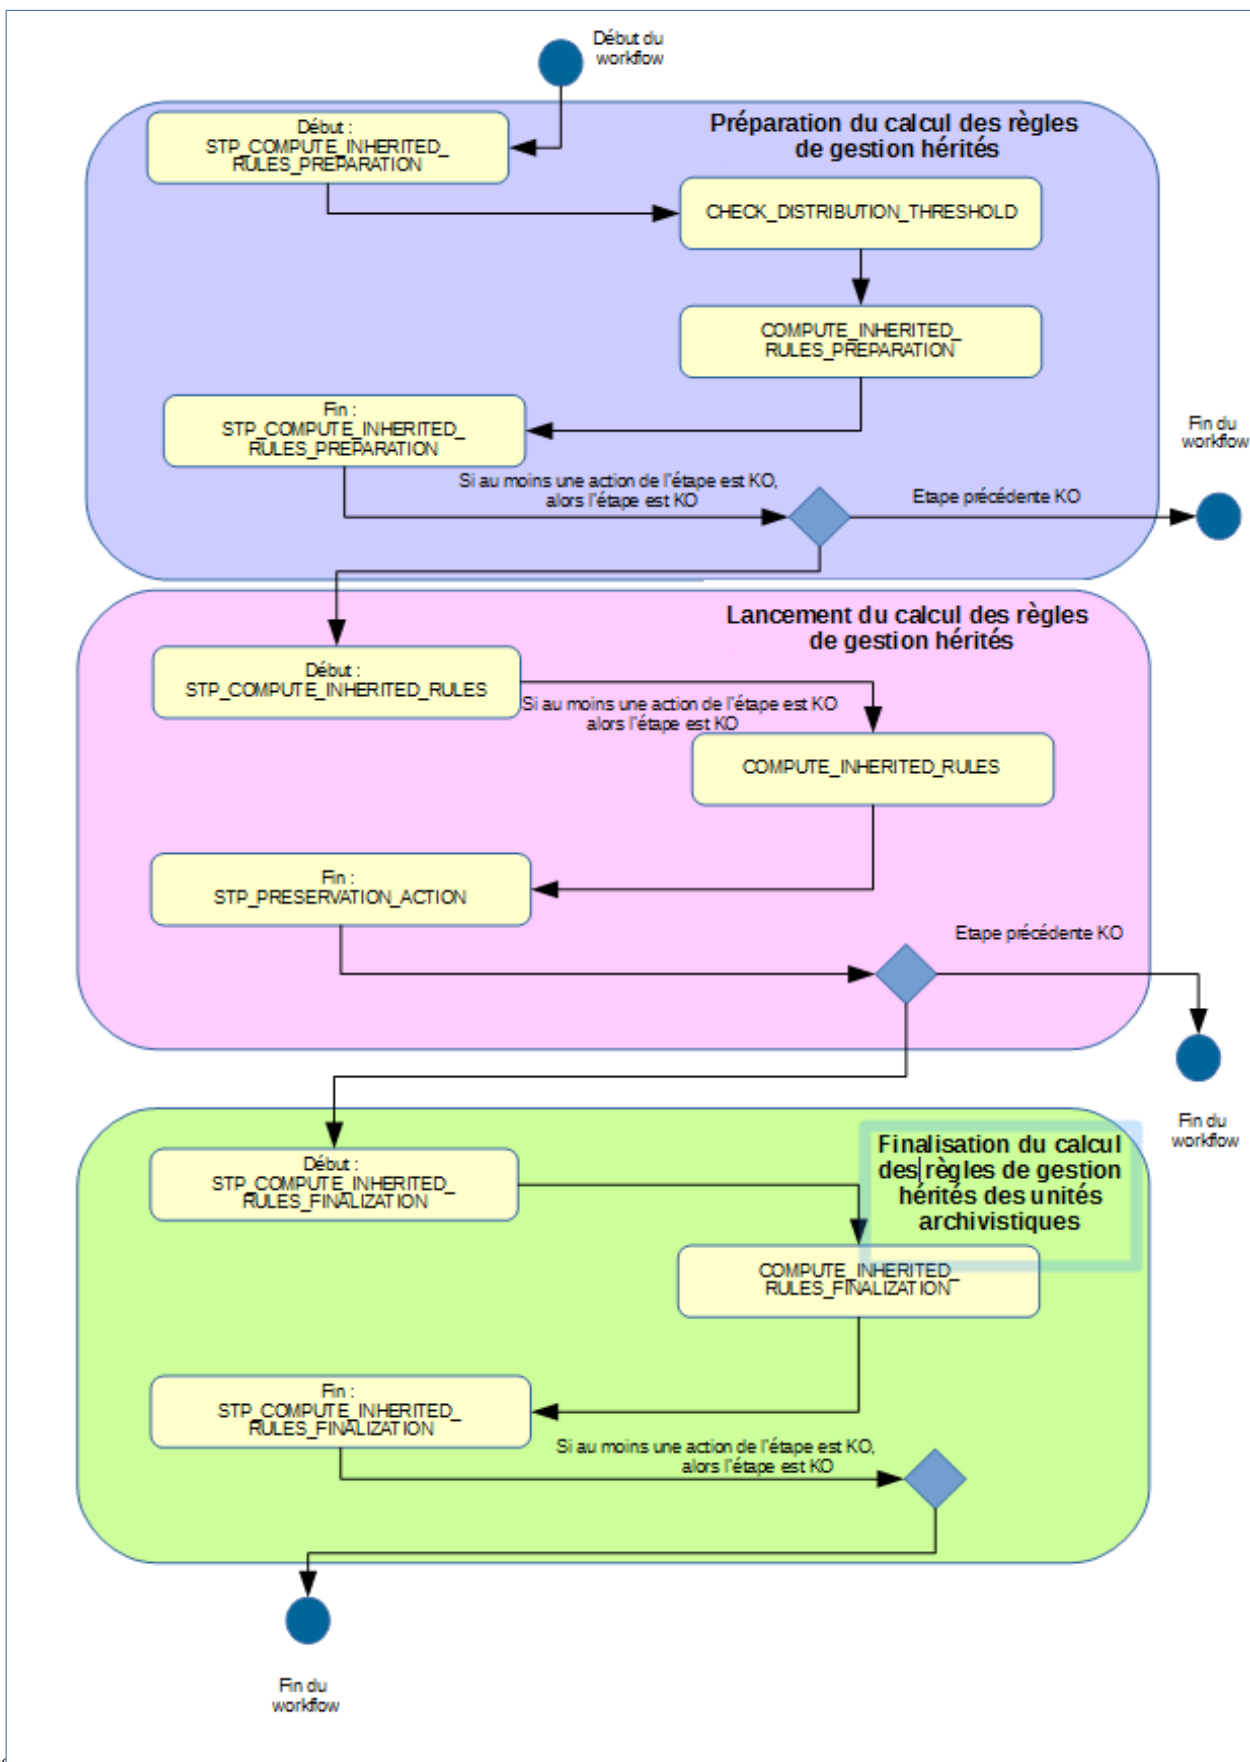 Début du
workflow
Préparation du calcul des règles
de gestion hérités
Début :
STP_COMPUTE_INHERITED_
RULES_PREPARATION
CHECK_DISTRIBUTION_THRESHOLD
COMPUTE_INHERITED_
RULES_PREPARATION
Fin :
STP_COMPUTE_INHERITED_
RULES_PREPARATION
Fin du
workflow
Si au moins une action de l'étape est KO,
alors l'étape est KO
Etape précédente KO
Lancement du calcul des règles
de gestion hérités
Début :
STP_COMPUTE_INHERITED_RULES
Si au moins une action de l'étape est KO
alors l'étape est KO
COMPUTE_INHERITED_RULES
Fin :
STP_PRESERVATION_ACTION
Etape précédente KO
Fin du
workflow
Finalisation du calcul
des règles de gestion
hérités des unités
archivistiques
Début :
STP_COMPUTE_INHERITED_
RULES_FINALIZATION
COMPUTE_INHERITED_
RULES_FINALIZATION
Fin :
STP_COMPUTE_INHERITED_
RULES_FINALIZATION
Si au moins une action de l'étape est KO,
alors l'étape est KO
Fin du
workflow